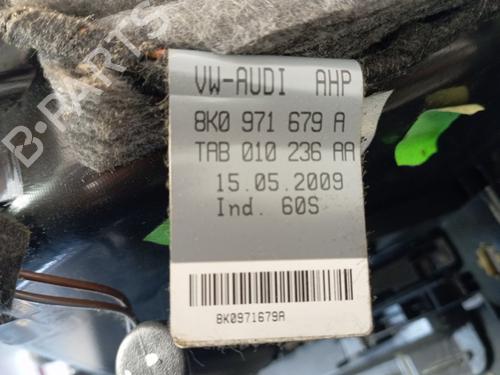 VW-AUDI AHP
8K0 971 679 A
TAB 010 236 AA
15.05.2009
Ind. 60S
8K0971679A
B-PARTS